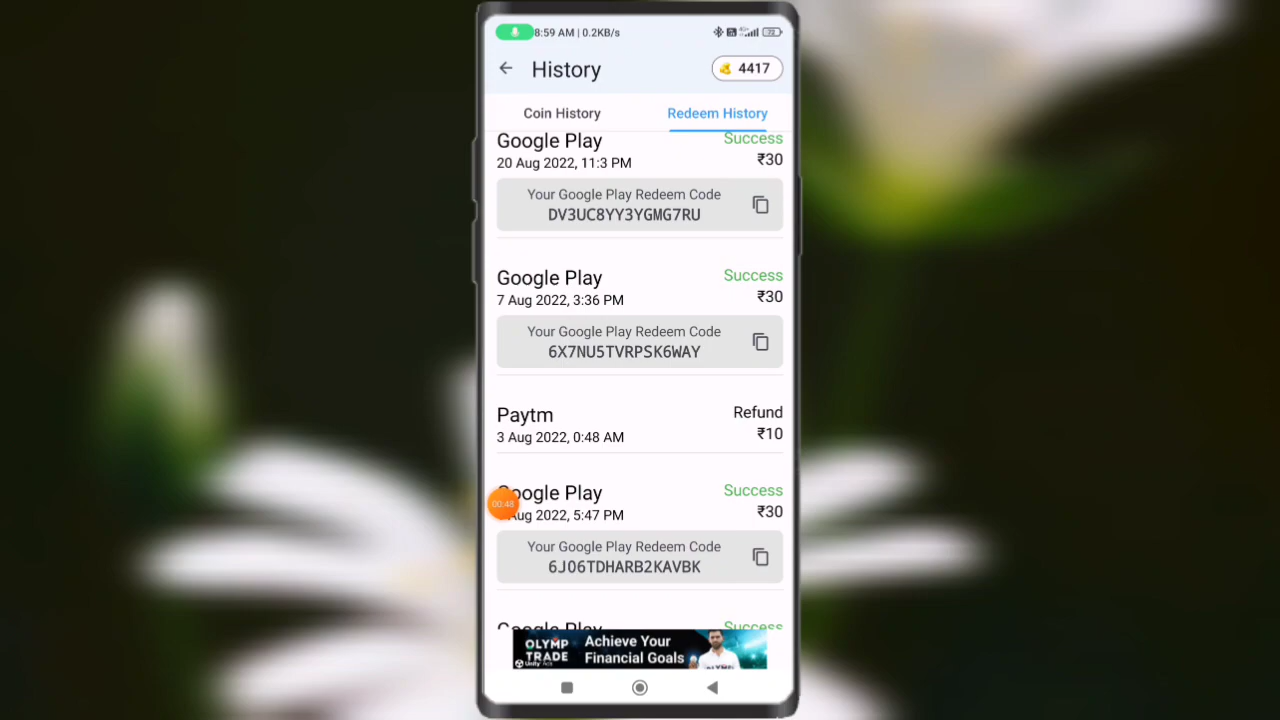 8:59 AM | 0.2KB/s
History
4417
Coin History
Redeem History
Google Play
Success
20 Aug 2022, 11:3 PM
₹30
Your Google Play Redeem Code
DV3UC8YY3YGMG7RU
Google Play
Success
7 Aug 2022, 3:36 PM
₹30
Your Google Play Redeem Code
6X7NU5TVRPSK6WAY
Paytm
Refund
3 Aug 2022, 0:48 AM
₹10
Google Play
Success
00:48
Aug 2022, 5:47 PM
₹30
Your Google Play Redeem Code
6J06TDHARB2KAVBK
Google Play
Success
OLYMP TRADE
Unity Ads
Achieve Your
Financial Goals